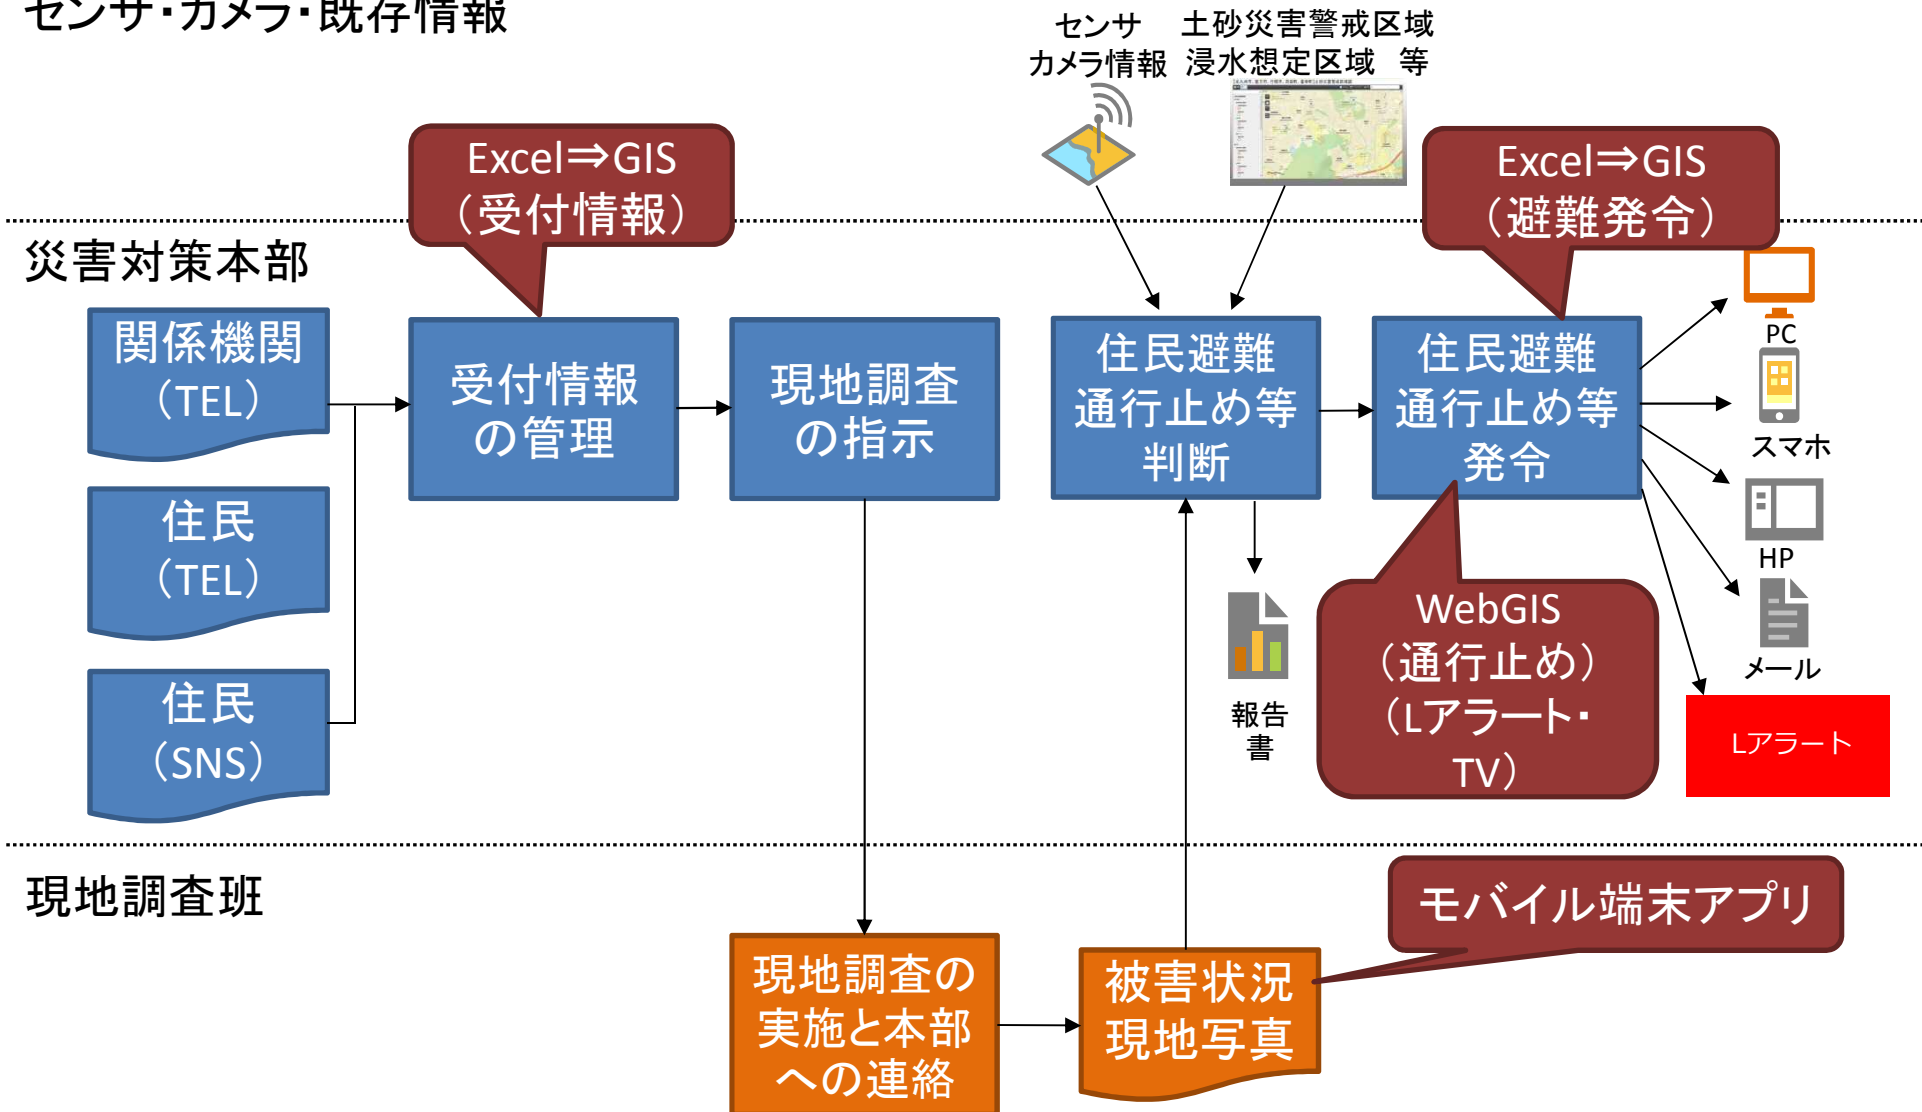 センサ・カメラ・既存情報
センサ
カメラ情報
土砂災害警戒区域
浸水想定区域　等
Excel⇒GIS
（受付情報）
Excel⇒GIS
（避難発令）
災害対策本部
関係機関
（TEL）
住民
（TEL）
住民
（SNS）
受付情報
の管理
現地調査
の指示
住民避難
通行止め等
判断
住民避難
通行止め等
発令
PC
スマホ
HP
メール
Lアラート
報告
書
WebGIS
（通行止め）
（Lアラート・
TV）
現地調査班
モバイル端末アプリ
現地調査の
実施と本部
への連絡
被害状況
現地写真